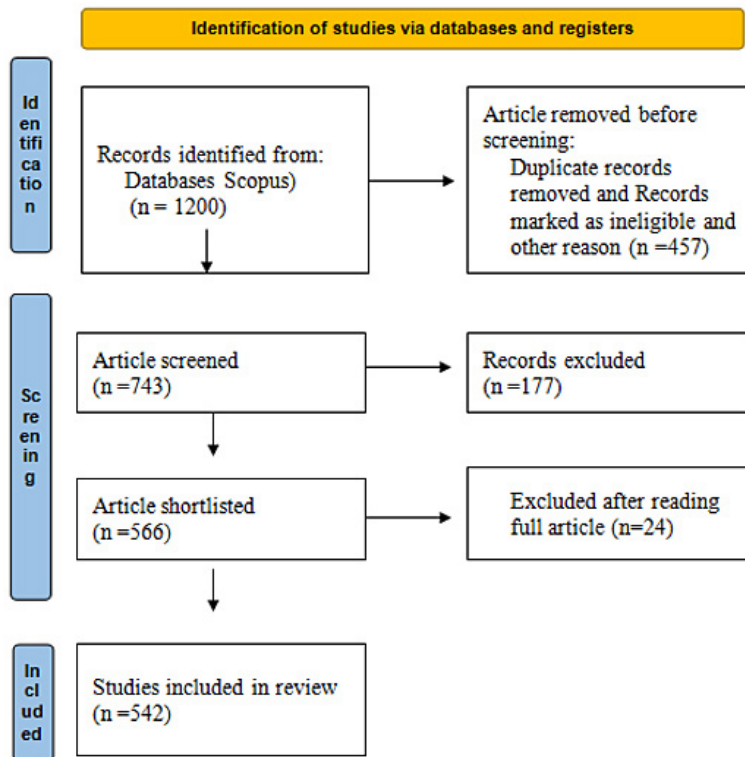 Identification of studies via databases and registers
Id
en
tifi
ca
tio
n
Records identified from:
Databases Scopus)
(n = 1200)
Article removed before
screening:
Duplicate records
removed and Records
marked as ineligible and
other reason (n =457)
Sc
re
en
in
g
Article screened
(n =743)
Records excluded
(n =177)
Article shortlisted
(n =566)
Excluded after reading
full article (n=24)
In
cl
ud
ed
Studies included in review
(n =542)